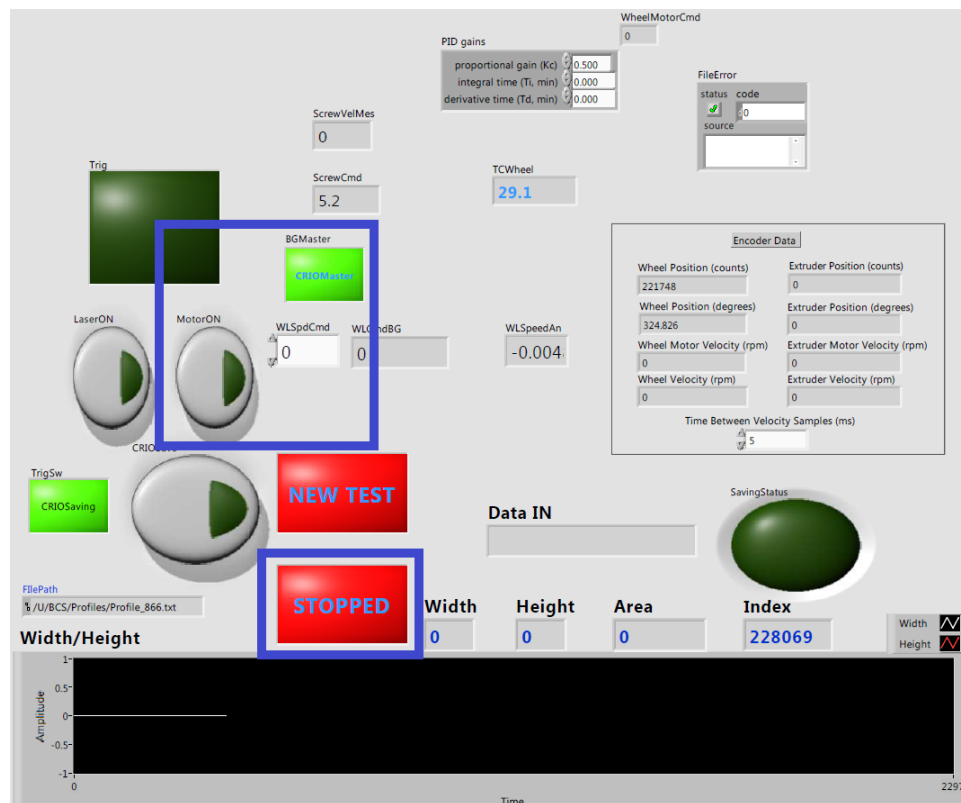 WheelMotorCmd
0
PID gains
proportional gain (Kc) 0.500
integral time (Ti, min) 0.000
derivative time (Td, min) 0.000
FileError
status code
0
source
ScrewVelMes
0
ScrewCmd
5.2
TCWheel
29.1
Trig
BGMaster
CRIOMaster
LaserON
MotorON
WLSpdCmd
0
0
WLSpeedAn
-0.004
Encoder Data
Wheel Position (counts) Extruder Position (counts)
221748 0
Wheel Position (degrees) Extruder Position (degrees)
324.826 0
Wheel Motor Velocity (rpm) Extruder Motor Velocity (rpm)
0 0
Wheel Velocity (rpm) Extruder Velocity (rpm)
0 0
Time Between Velocity Samples (ms)
5
TrigSw
CRIOSaving
NEW TEST
Data IN
SavingStatus
STOPPED
FIlePath
/U/BCS/Profiles/Profile_866.txt
Width Height Area Index
0 0 0 228069
Width
Height
Width/Height
Amplitude
1
0.5
0
-0.5
-1
0 2297
Time